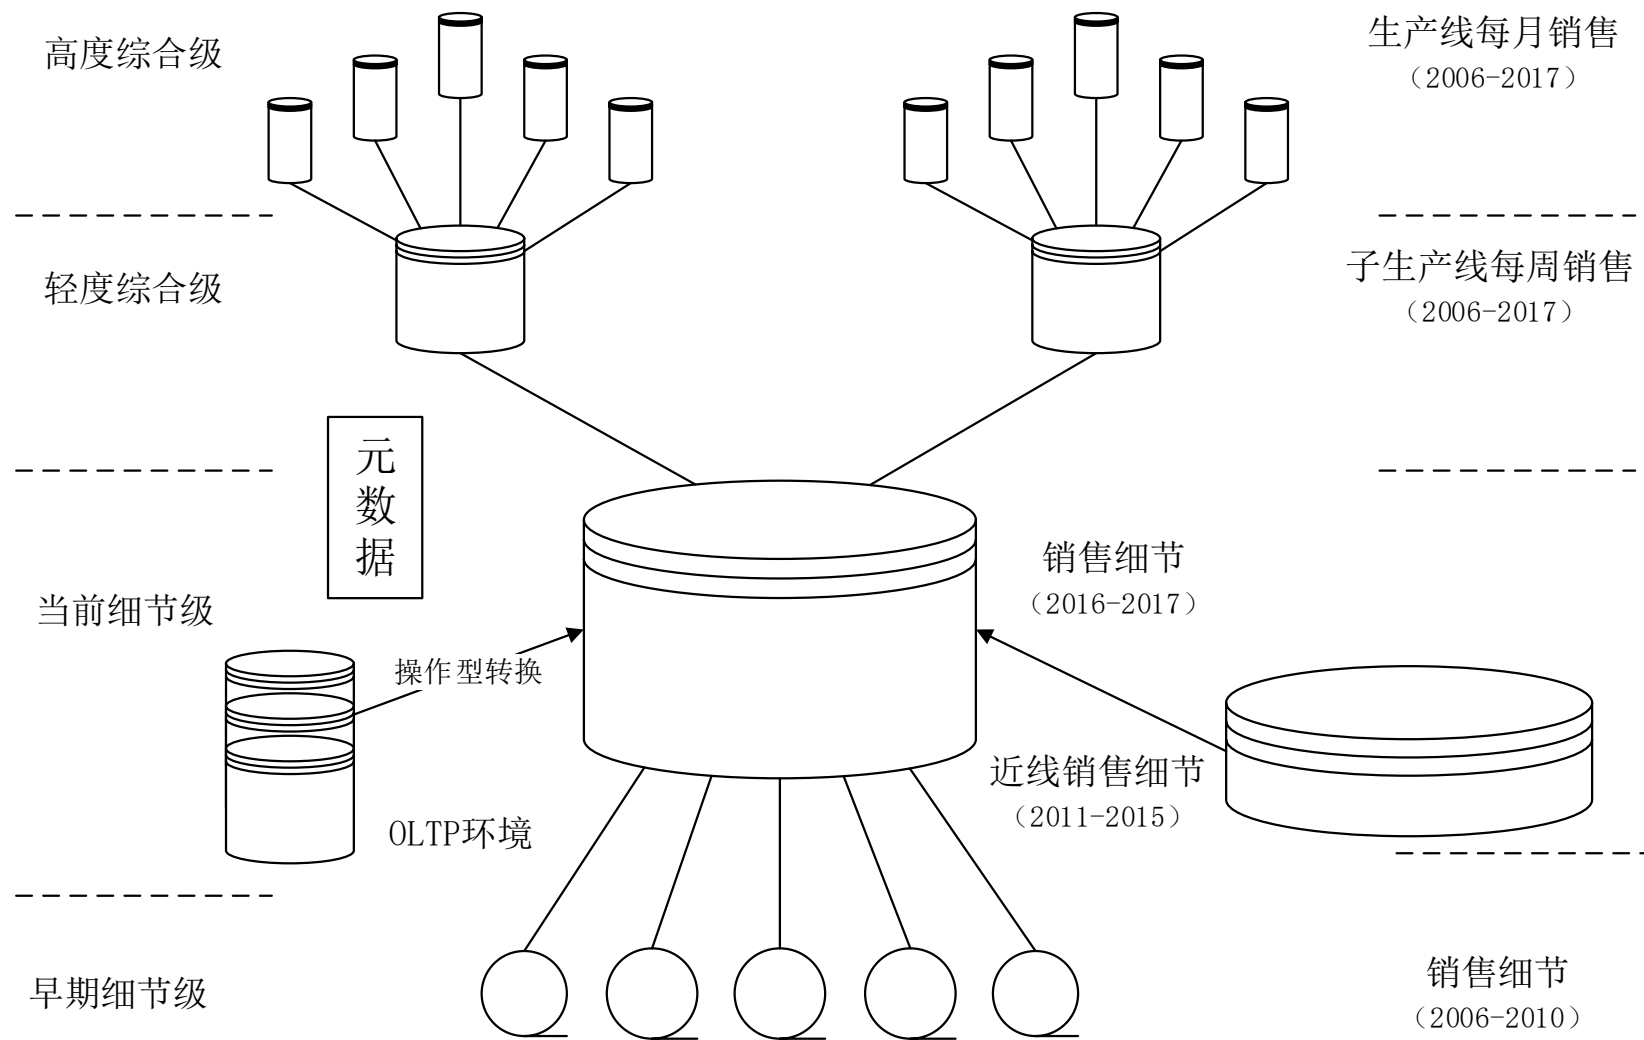 高度综合级
生产线每月销售
（2006-2017）
轻度综合级
子生产线每周销售
（2006-2017）
元数据
当前细节级
销售细节
（2016-2017）
操作型转换
近线销售细节
（2011-2015）
OLTP环境
早期细节级
销售细节
（2006-2010）